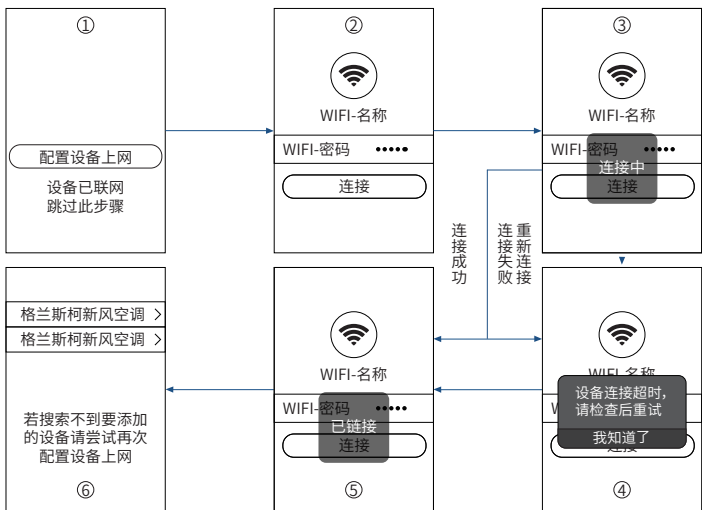 ①
配置设备上网
设备已联网
跳过此步骤
②
WIFI-名称
WIFI-密码 •••••
连接
③
WIFI-名称
WIFI-密码 •••••
连接中
连接
连接成功
连接失败
重新连接
格兰斯柯新风空调 >
格兰斯柯新风空调 >
若搜索不到要添加
的设备请尝试再次
配置设备上网
⑥
WIFI-名称
WIFI-密码 •••••
已链接
连接
⑤
WIFI-名称
W
设备连接超时,
请检查后重试
我知道了
连接
④